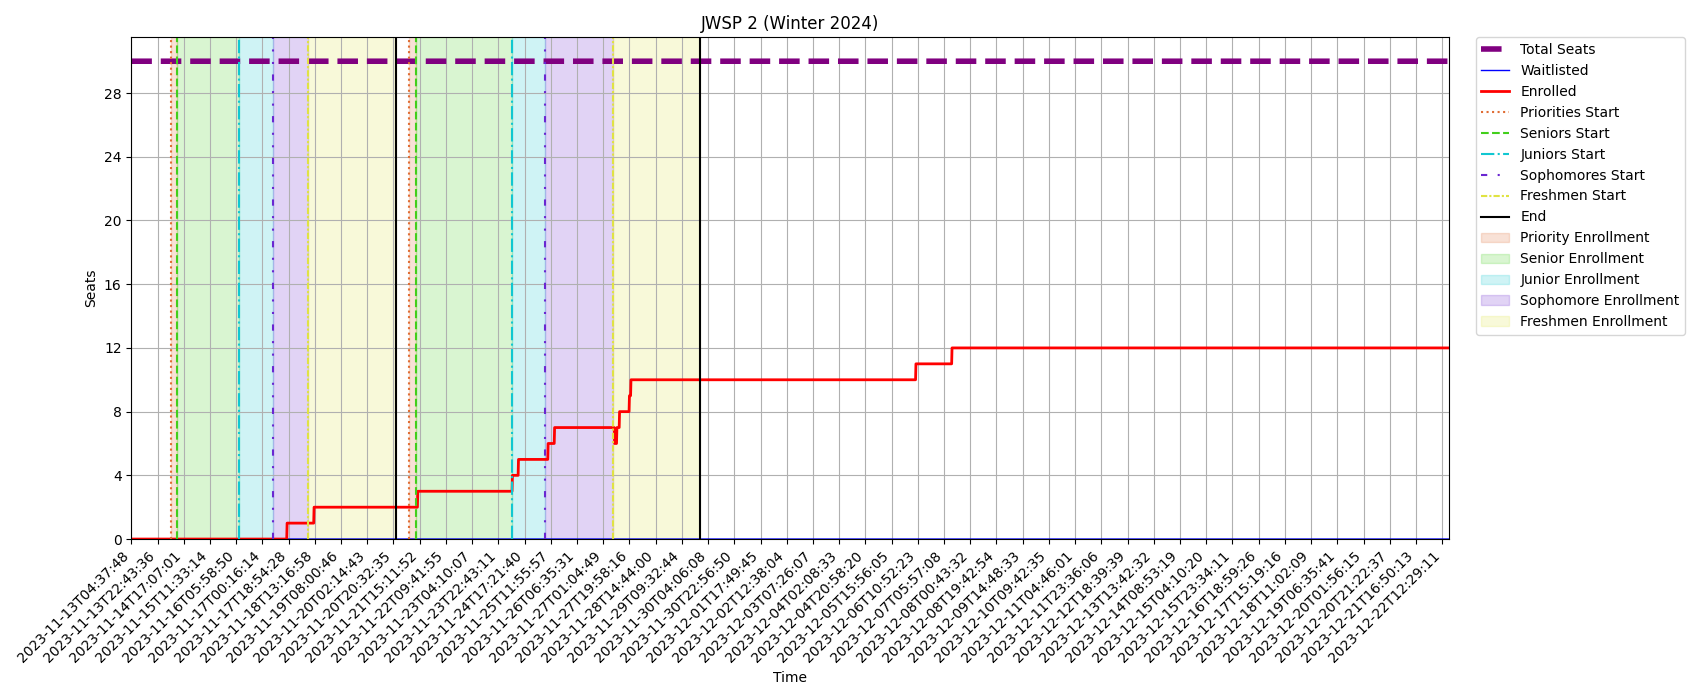 JWSP 2 (Winter 2024)
Total Seats
Waitlisted
Enrolled
Priorities Start
Seniors Start
Juniors Start
Sophomores Start
Freshmen Start
End
Priority Enrollment
Senior Enrollment
Junior Enrollment
Sophomore Enrollment
Freshmen Enrollment
Seats
28
24
20
16
12
8
4
0
2023-11-13T04:37:48
2023-11-13T22:43:36
2023-11-14T17:07:01
2023-11-15T11:33:14
2023-11-16T05:58:50
2023-11-17T00:16:14
2023-11-17T18:54:28
2023-11-18T13:16:58
2023-11-19T08:00:46
2023-11-20T02:14:43
2023-11-20T20:32:35
2023-11-21T15:11:52
2023-11-22T09:41:55
2023-11-23T04:10:07
2023-11-23T22:43:11
2023-11-24T17:21:40
2023-11-25T11:55:57
2023-11-26T06:35:31
2023-11-27T01:04:49
2023-11-27T19:58:16
2023-11-28T14:44:00
2023-11-29T09:32:44
2023-11-30T04:06:08
2023-11-30T22:56:50
2023-12-01T17:49:45
2023-12-02T12:38:04
2023-12-03T07:26:07
2023-12-04T02:08:33
2023-12-04T20:58:20
2023-12-05T15:56:05
2023-12-06T10:52:23
2023-12-07T05:57:08
2023-12-08T00:43:32
2023-12-08T19:42:54
2023-12-09T14:48:33
2023-12-10T09:42:35
2023-12-11T04:46:01
2023-12-11T23:36:06
2023-12-12T18:39:39
2023-12-13T13:42:32
2023-12-14T08:53:19
2023-12-15T04:10:20
2023-12-15T23:34:11
2023-12-16T18:59:26
2023-12-17T15:19:16
2023-12-18T11:02:09
2023-12-19T06:35:41
2023-12-20T01:56:15
2023-12-20T21:22:37
2023-12-21T16:50:13
2023-12-22T12:29:11
Time